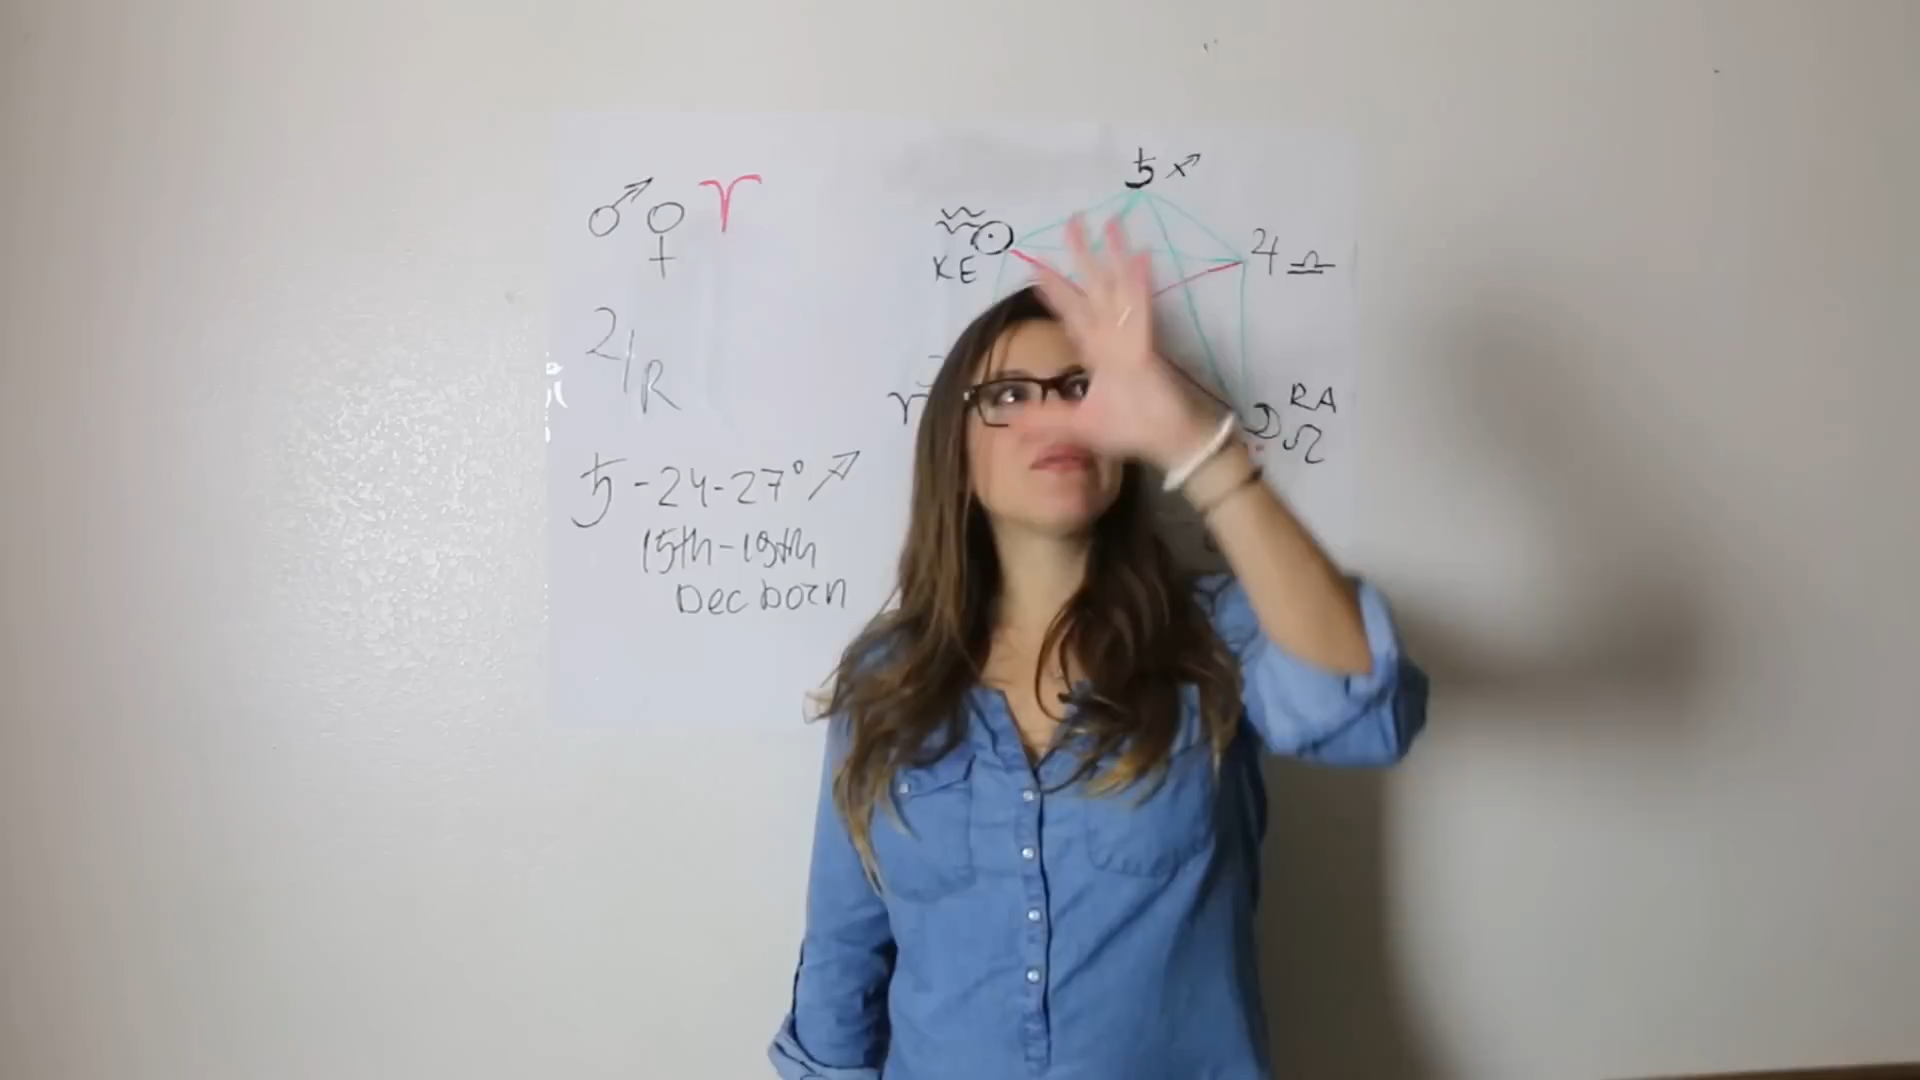 ♂ ♀ ♈
♃/R
♄ -24-27° ♐
15th-19th
Dec born
♄ ♐
♒ ☉
KE
♃ ♎
♈
RA
☽ ♌